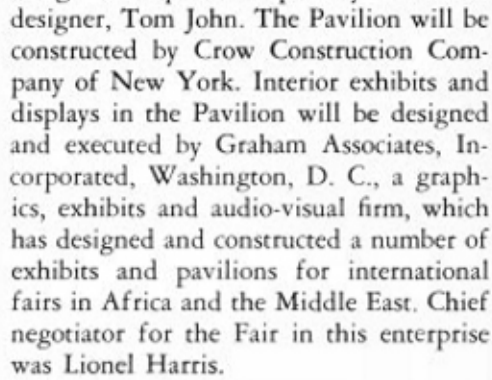 designer, Tom John. The Pavilion will be
constructed by Crow Construction Com-
pany of New York. Interior exhibits and
displays in the Pavilion will be designed
and executed by Graham Associates, In-
corporated, Washington, D. C., a graph-
ics, exhibits and audio-visual firm, which
has designed and constructed a number of
exhibits and pavilions for international
fairs in Africa and the Middle East. Chief
negotiator for the Fair in this enterprise
was Lionel Harris.